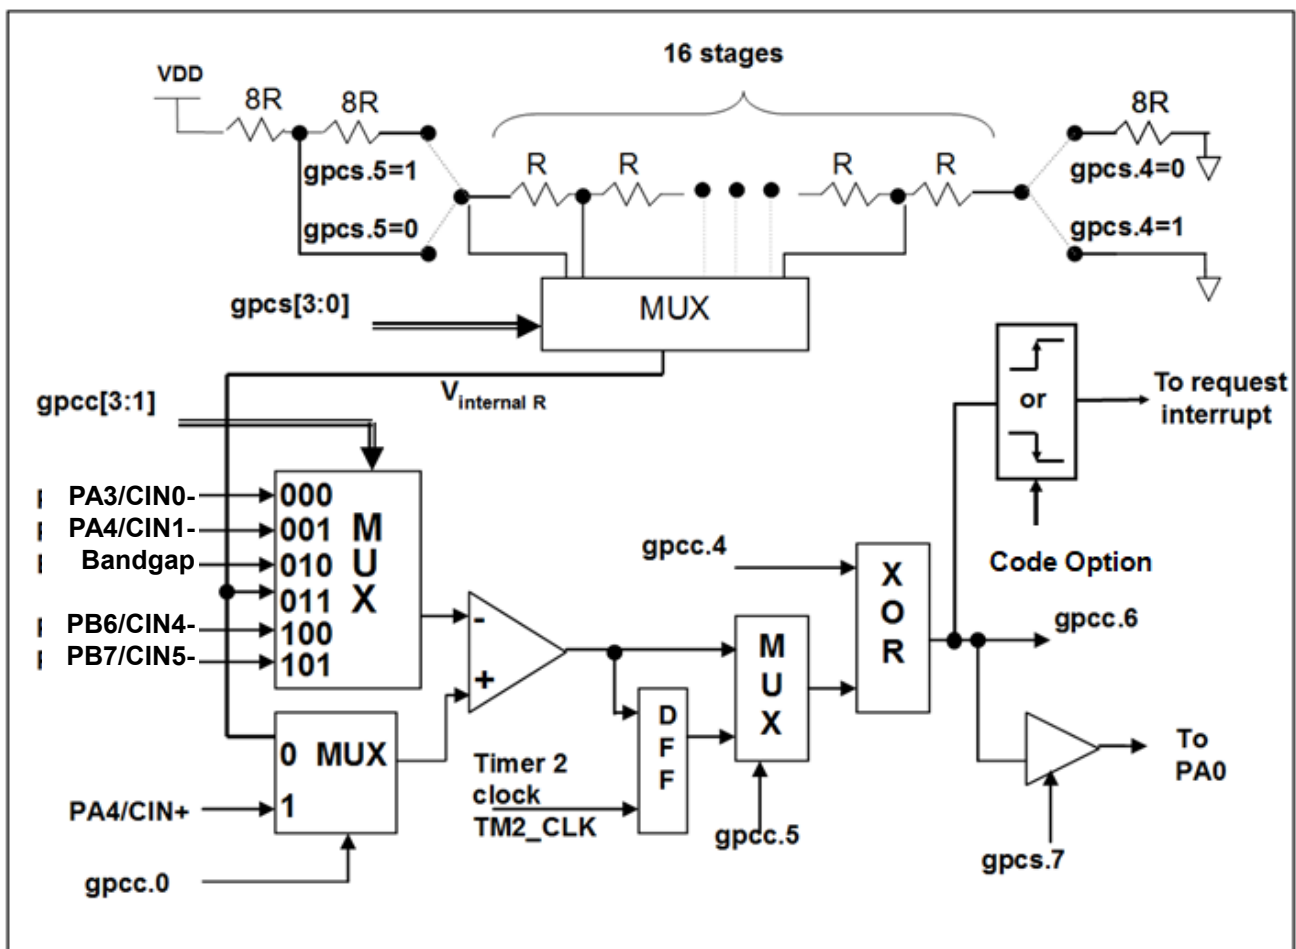 16 stages
VDD
8R
8R
8R
gpcs.5=1
R
R
R
R
gpcs.4=0
gpcs.5=0
gpcs.4=1
gpcs[3:0]
MUX
V internal R
gpcc[3:1]
or
To request
interrupt
PA3/CIN0-
000
PA4/CIN1-
001
Bandgap
010
011
PB6/CIN4-
100
PB7/CIN5-
101
M
U
X
-
+
gpcc.4
X
O
R
Code Option
gpcc.6
M
U
X
D
F
F
0
MUX
PA4/CIN+
1
Timer 2
clock
TM2_CLK
gpcc.5
To
PA0
gpcs.7
gpcc.0